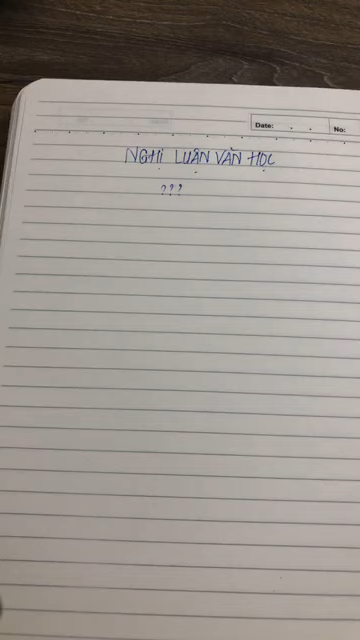 Date: . .
No:
NGHỊ LUẬN VĂN HỌC
???